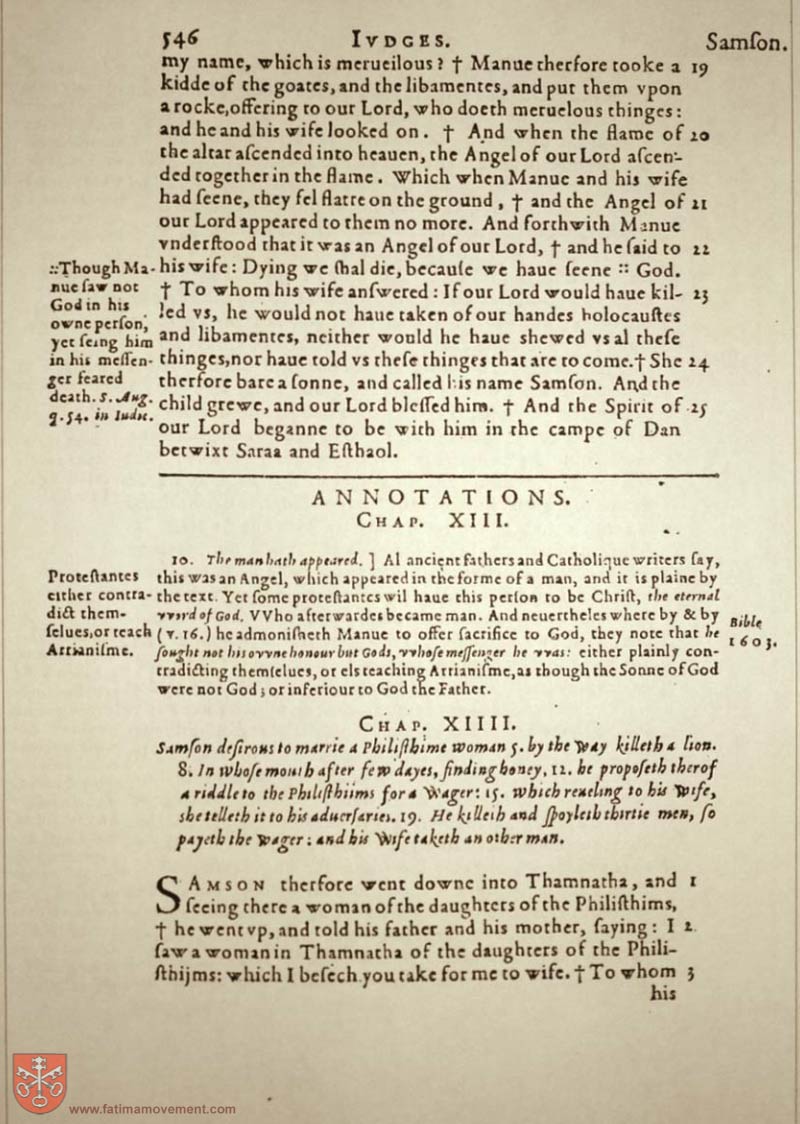 546 IVDGES. Samſon.
my name, which is merueilous? † Manue therfore tooke a 19
kidde of the goates, and the libamentes, and put them vpon
a rocke, offering to our Lord, who doeth meruelous thinges:
and he and his wife looked on. † And when the flame of 20
the altar aſcended into heauen, the Angel of our Lord aſcen-
ded together in the flame. Which when Manue and his wife
had ſeene, they fel flatte on the ground, † and the Angel of 21
our Lord appeared to them no more. And forthwith Manue
vnderſtood that it was an Angel of our Lord, † and he ſaid to 22
his wife: Dying we ſhal die, becauſe we haue ſeene :: God.
† To whom his wife anſwered: If our Lord would haue kil- 23
led vs, he would not haue taken of our handes holocauſtes
and libamentes, neither would he haue shewed vs al theſe
thinges, nor haue told vs theſe thinges that are to come. † She 24
therfore bare a ſonne, and called his name Samſon. And the
child grewe, and our Lord bleſſed him. † And the Spirit of 25
our Lord beganne to be with him in the campe of Dan
betwixt Saraa and Eſthaol.
::Though Ma-
nue ſaw not
God in his
owne perſon,
yet ſeing him
in his meſſen-
ger feared
death. S. Aug.
q. 54. in Iudic.
ANNOTATIONS.
CHAP. XIII.
10. The man hath appeared. ] Al ancient fathers and Catholique writers ſay,
this was an Angel, which appeared in the forme of a man, and it is plaine by
the text. Yet ſome proteſtantes wil haue this perſon to be Chriſt, the eternal
vvord of God. VVho afterwardes became man. And neuertheles where by & by
(v. 16.) he admoniſheth Manue to offer ſacrifice to God, they note that he
ſought not his ovvne honour but Gods, vvhoſe meſſenger he vvas: either plainly con-
tradicting themſelues, or els teaching Arrianiſme, as though the Sonne of God
were not God; or inferiour to God the Father.
Proteſtantes
either contra-
dict them-
ſelues, or teach
Arrianiſme.
Bible
1603.
CHAP. XIIII.
Samſon deſirous to marrie a Philiſthime woman 5. by the way killeth a lion.
8. In whoſe mouth after few dayes, finding honey, 12. he propoſeth therof
a riddle to the Philiſthiims for a wager: 15. which reueling to his wife,
she telleth it to his aduerſaries. 19. He killeth and ſpoyleth thirtie men, ſo
payeth the wager: and his wife taketh an other man.
SAMSON therfore went downe into Thamnatha, and 1
ſeeing there a woman of the daughters of the Philiſthims,
† he went vp, and told his father and his mother, ſaying: I 2
ſaw a woman in Thamnatha of the daughters of the Phili-
ſthijms: which I beſech you take for me to wife. † To whom 3
his
www.fatimamovement.com